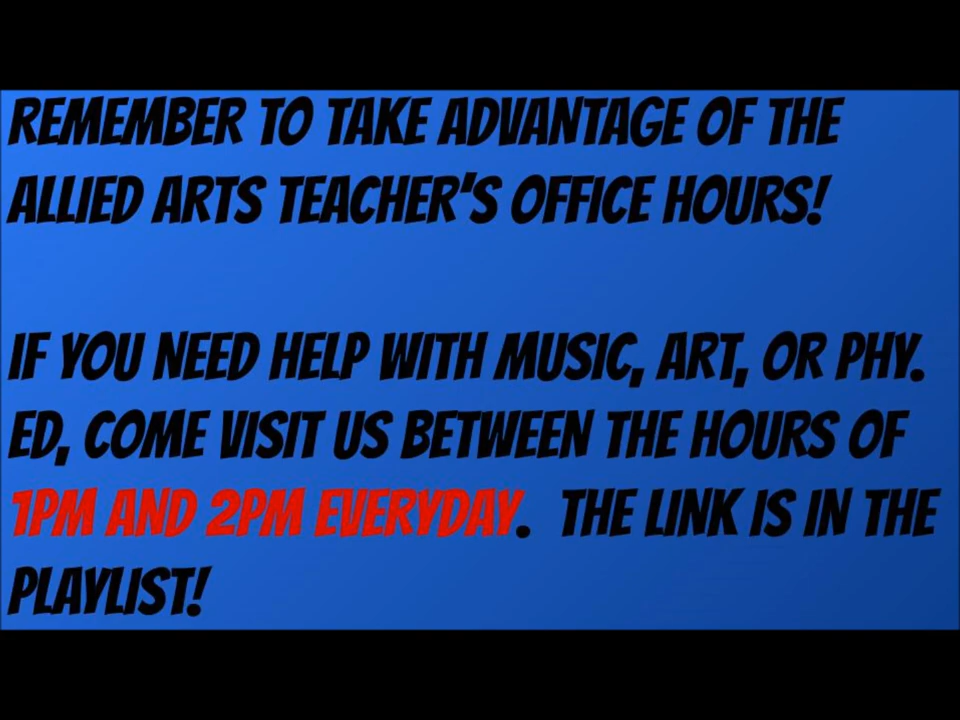 REMEMBER TO TAKE ADVANTAGE OF THE
ALLIED ARTS TEACHER'S OFFICE HOURS!
IF YOU NEED HELP WITH MUSIC, ART, OR PHY.
ED, COME VISIT US BETWEEN THE HOURS OF
1PM AND 2PM EVERYDAY. THE LINK IS IN THE
PLAYLIST!